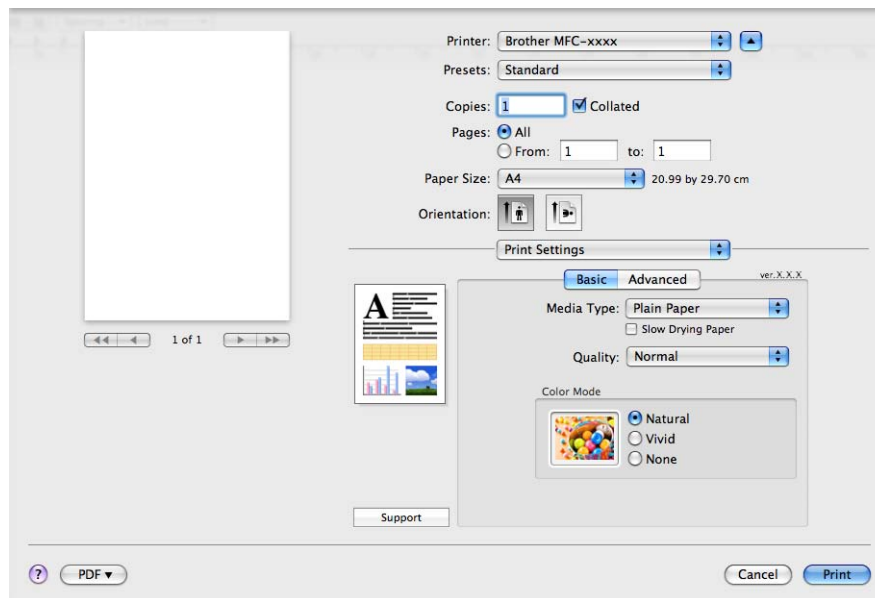 Printer: Brother MFC-xxxx
Presets: Standard
Copies: 1 Collated
Pages: All
From: 1 to: 1
Paper Size: A4 20.99 by 29.70 cm
Orientation:
Print Settings
Basic Advanced ver.X.X.X
A
Media Type: Plain Paper
Slow Drying Paper
1 of 1
Quality: Normal
Color Mode
Natural
Vivid
None
Support
? PDF▼ Cancel Print